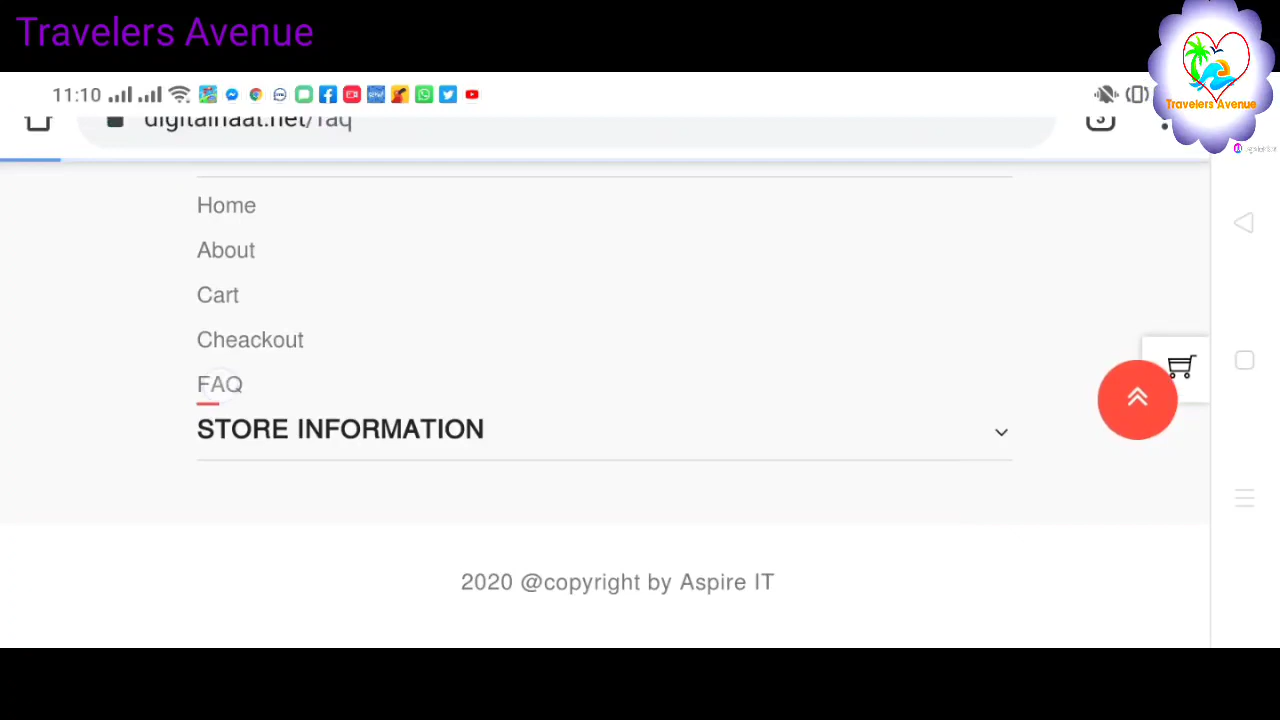 Travelers Avenue
11:10
digitalhaat.net/faq
3
Travelers Avenue
Home
About
Cart
Cheackout
FAQ
STORE INFORMATION
2020 @copyright by Aspire IT